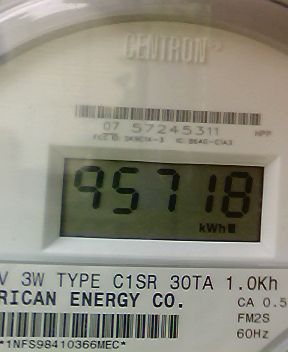 CENTRON
07 57245311
HPP
95718
kWh
V 3W TYPE C1SR 30TA 1.0Kh
RICAN ENERGY CO.
CA 0.5
FM2S
60Hz
*1NFS98410366MEC*